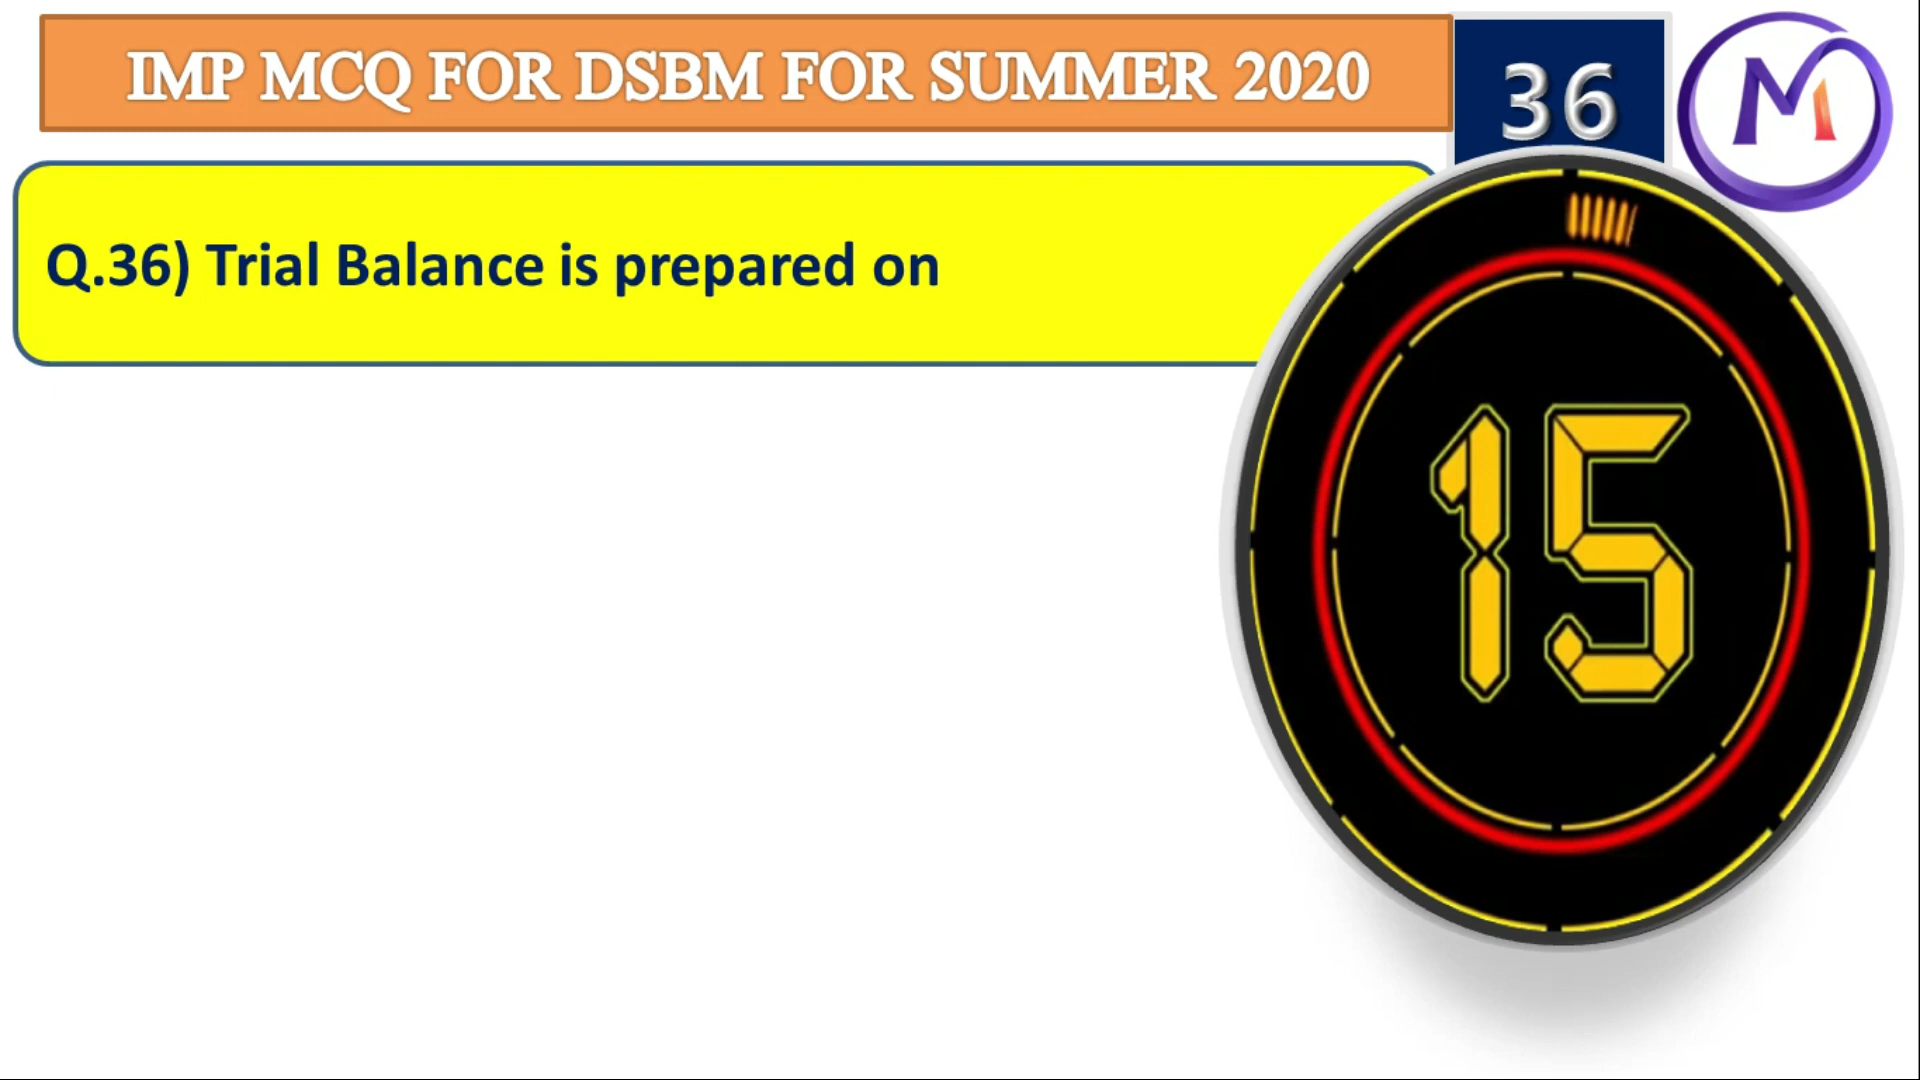 IMP MCQ FOR DSBM FOR SUMMER 2020
36
M
Q.36) Trial Balance is prepared on
15